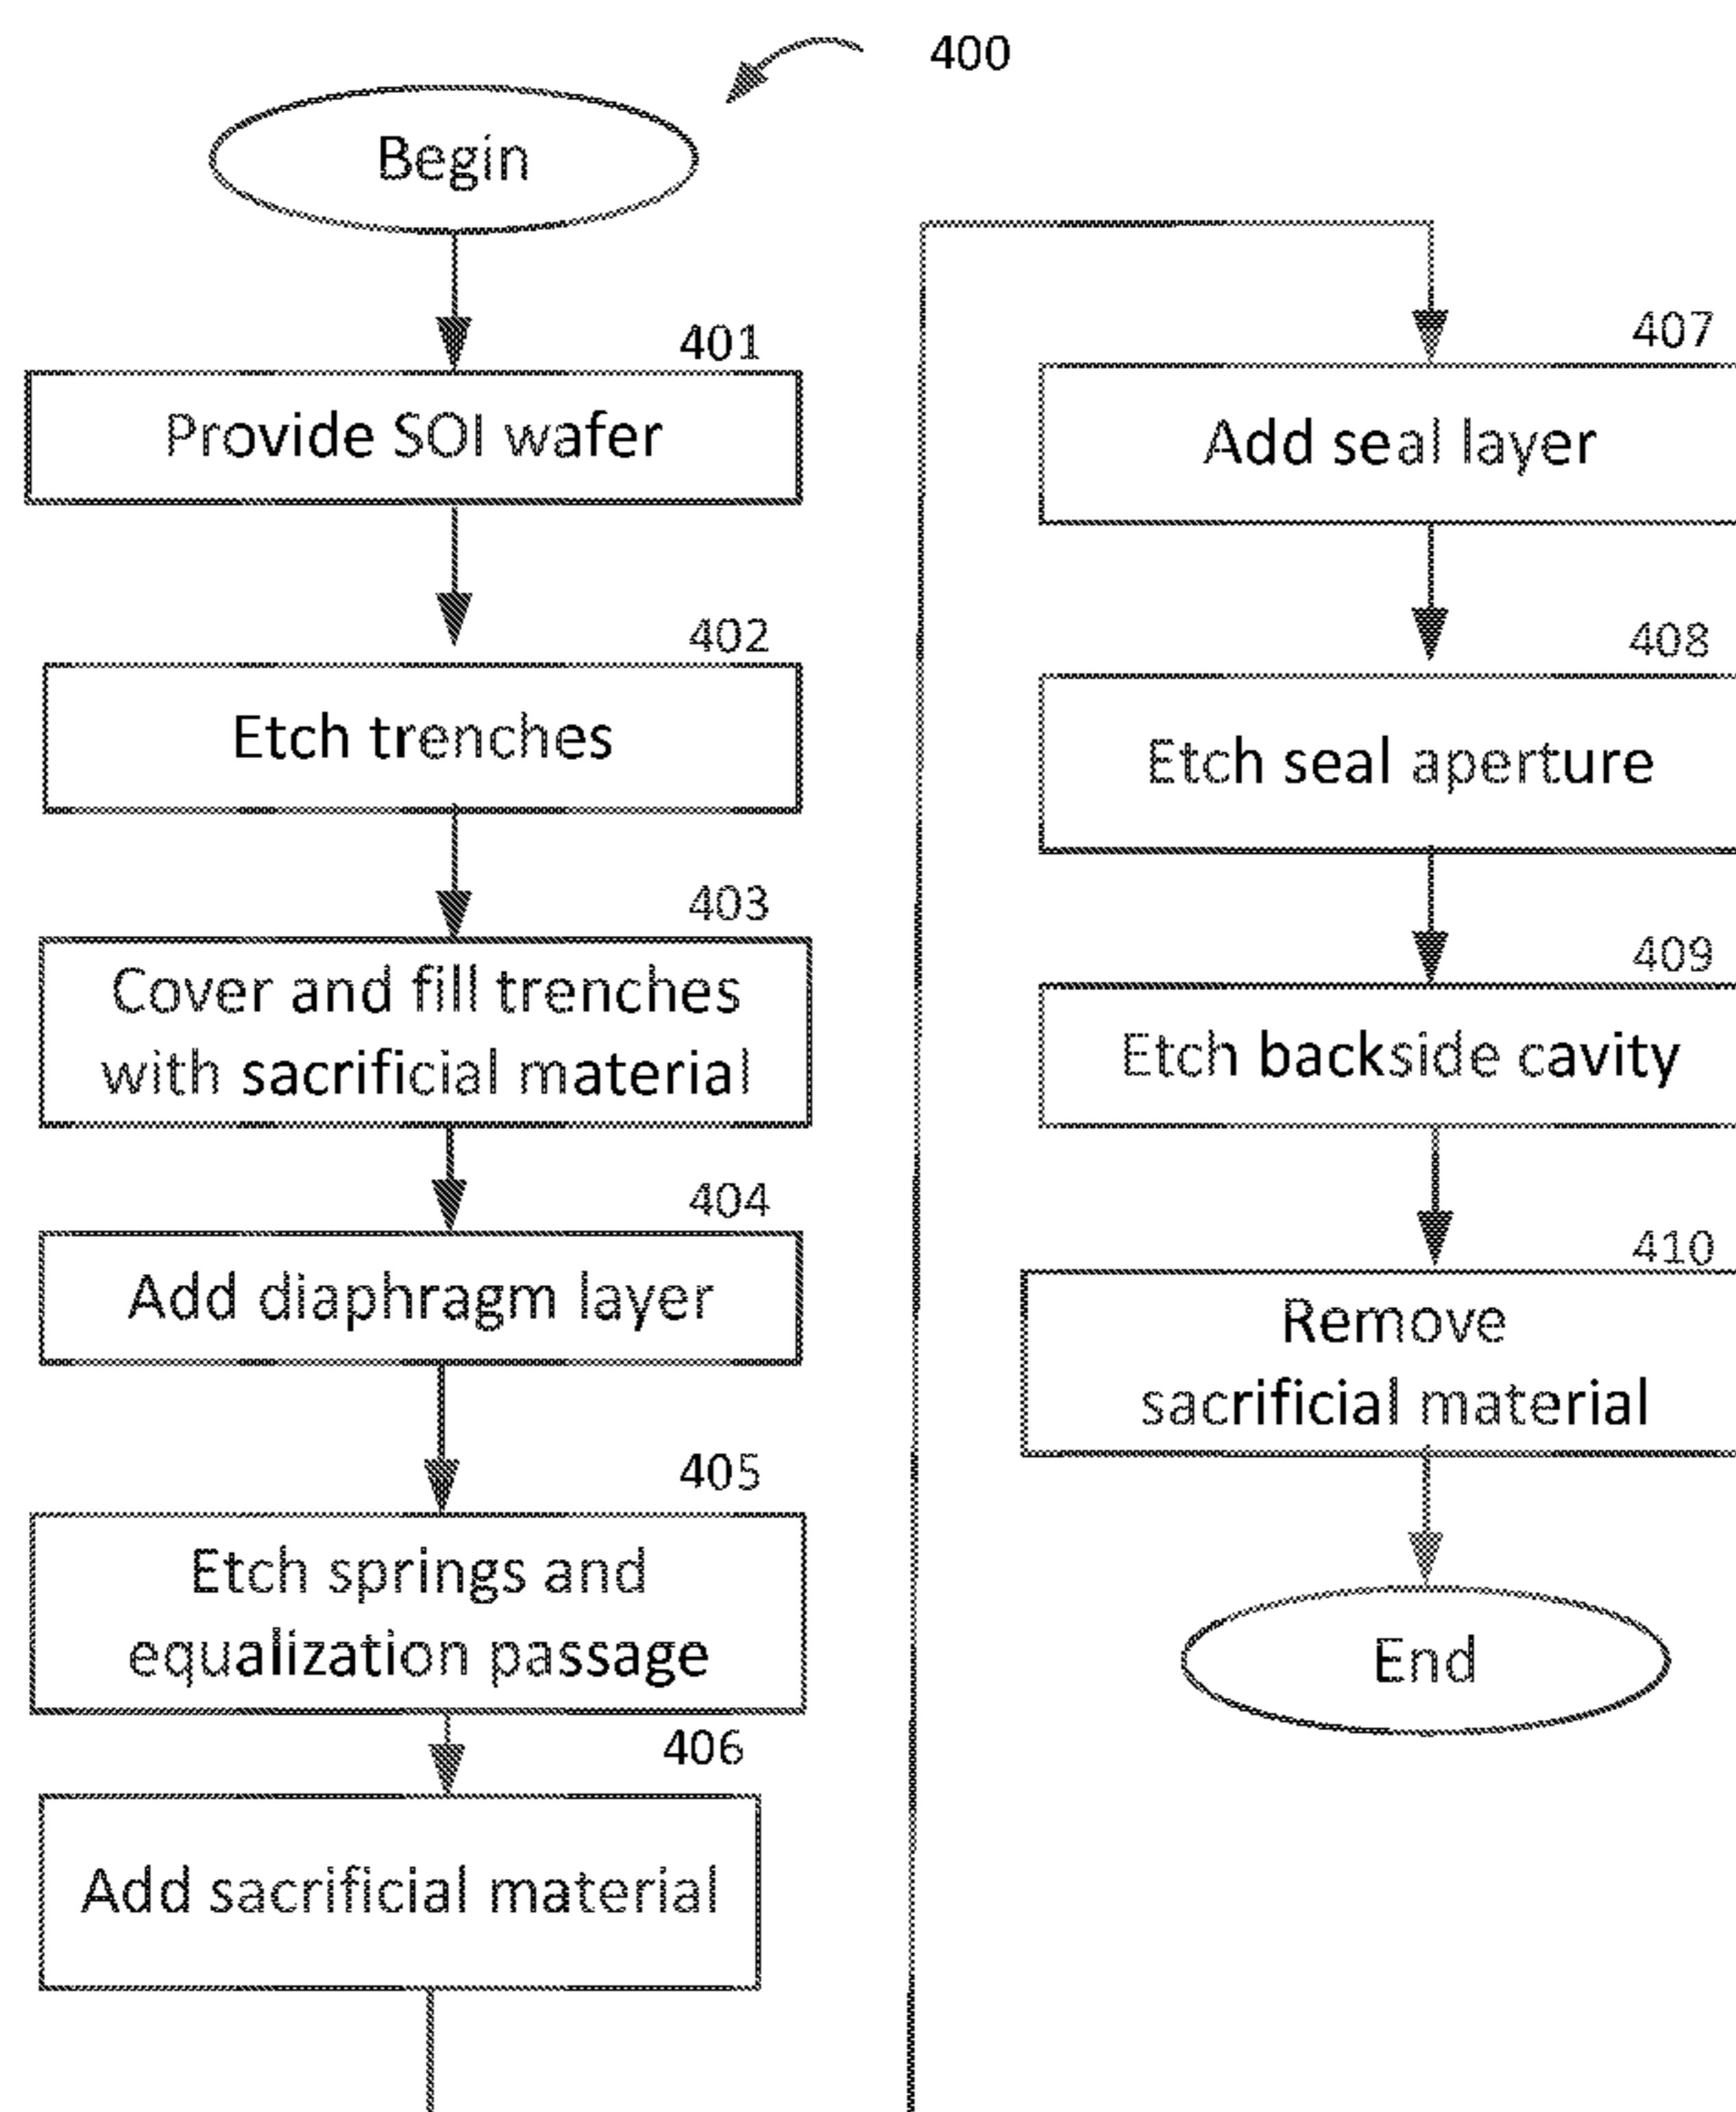 400
Begin
401
Provide SOI wafer
402
Etch trenches
403
Cover and fill trenches
with sacrificial material
404
Add diaphragm layer
405
Etch springs and
equalization passage
406
Add sacrificial material
407
Add seal layer
408
Etch seal aperture
409
Etch backside cavity
410
Remove
sacrificial material
End